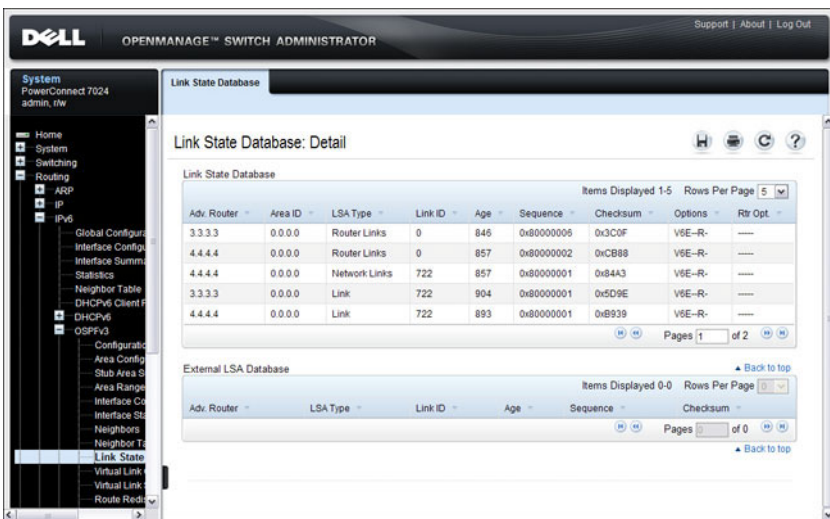 Support | About | Log Out
DELL OPENMANAGE™ SWITCH ADMINISTRATOR
System
PowerConnect 7024
admin, r/w
Link State Database
Home
System
Switching
Routing
ARP
IP
IPv6
Global Configura
Interface Configu
Interface Summa
Statistics
Neighbor Table
DHCPv6 Client P
DHCPv6
OSPFv3
Configuratio
Area Config
Stub Area S
Area Range
Interface Co
Interface Sta
Neighbors
Neighbor Ta
Link State
Virtual Link
Virtual Link
Route Redis
Link State Database: Detail
Link State Database
Items Displayed 1-5 Rows Per Page 5
Adv. Router Area ID LSA Type Link ID Age Sequence Checksum Options Rtr Opt.
3.3.3.3 0.0.0.0 Router Links 0 846 0x80000006 0x3C0F V6E--R- -----
4.4.4.4 0.0.0.0 Router Links 0 857 0x80000002 0xCB88 V6E--R- -----
4.4.4.4 0.0.0.0 Network Links 722 857 0x80000001 0x84A3 V6E--R- -----
3.3.3.3 0.0.0.0 Link 722 904 0x80000001 0x5D9E V6E--R- -----
4.4.4.4 0.0.0.0 Link 722 893 0x80000001 0xB939 V6E--R- -----
Pages 1 of 2
Back to top
External LSA Database
Items Displayed 0-0 Rows Per Page 0
Adv. Router LSA Type Link ID Age Sequence Checksum
Pages 0 of 0
Back to top